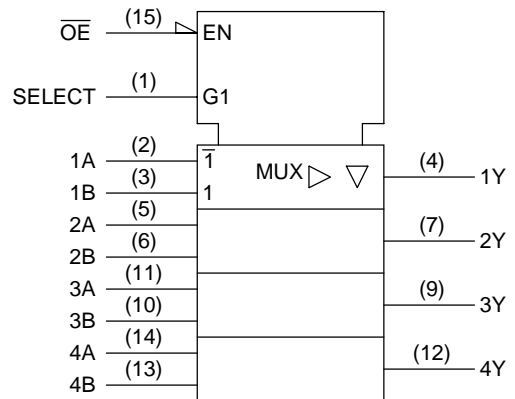 O̅E̅ (15) EN
SELECT (1) G1
1A (2) 1̅ MUX (4) 1Y
1B (3) 1
2A (5) (7) 2Y
2B (6)
3A (11) (9) 3Y
3B (10)
4A (14) (12) 4Y
4B (13)